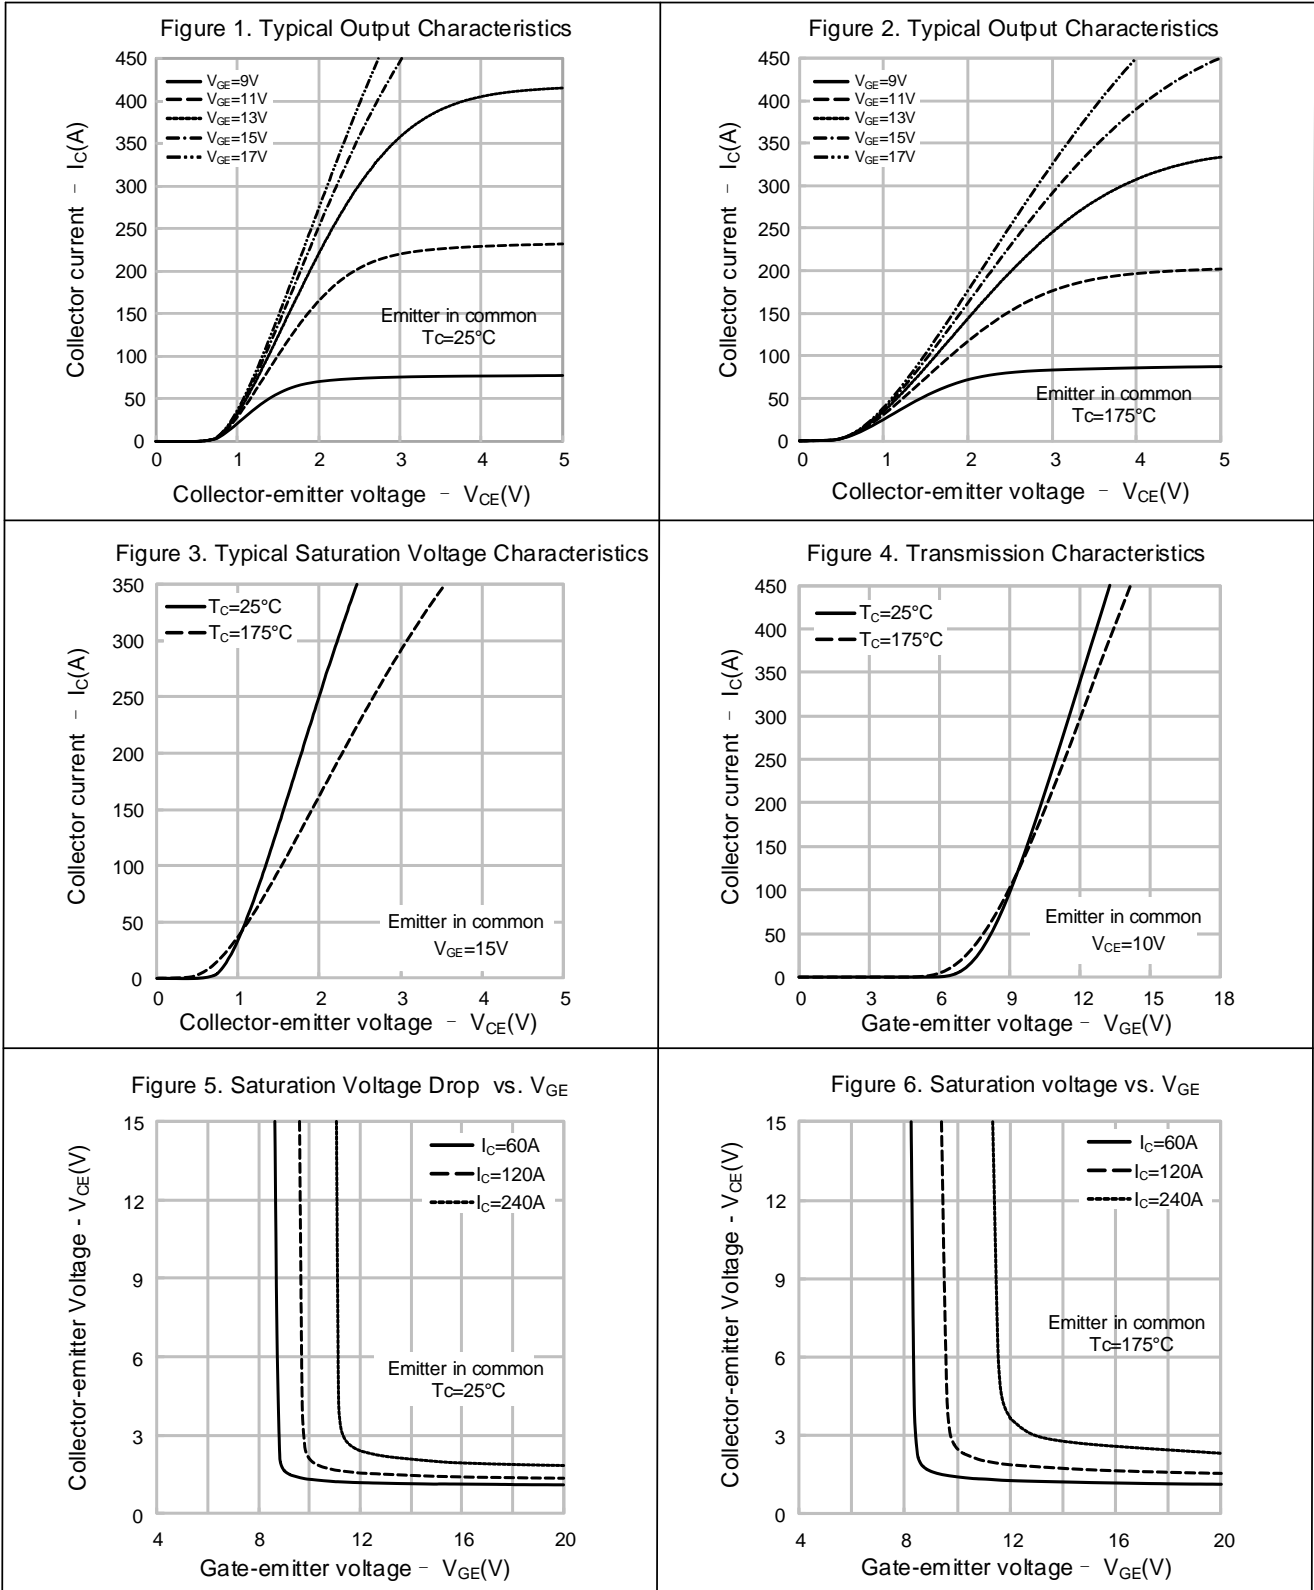 Figure 1. Typical Output Characteristics
450
400
350
300
250
200
150
100
50
0
Collector current － IC(A)
VGE=9V
VGE=11V
VGE=13V
VGE=15V
VGE=17V
Emitter in common
Tc=25°C
0 1 2 3 4 5
Collector-emitter voltage － VCE(V)
Figure 2. Typical Output Characteristics
450
400
350
300
250
200
150
100
50
0
Collector current － IC(A)
VGE=9V
VGE=11V
VGE=13V
VGE=15V
VGE=17V
Emitter in common
Tc=175°C
0 1 2 3 4 5
Collector-emitter voltage － VCE(V)
Figure 3. Typical Saturation Voltage Characteristics
350
300
250
200
150
100
50
0
Collector current － IC(A)
TC=25°C
TC=175°C
Emitter in common
VGE=15V
0 1 2 3 4 5
Collector-emitter voltage － VCE(V)
Figure 4. Transmission Characteristics
450
400
350
300
250
200
150
100
50
0
Collector current － IC(A)
TC=25°C
TC=175°C
Emitter in common
VCE=10V
0 3 6 9 12 15 18
Gate-emitter voltage － VGE(V)
Figure 5. Saturation Voltage Drop vs. VGE
15
12
9
6
3
0
Collector-emitter Voltage - VCE(V)
IC=60A
IC=120A
IC=240A
Emitter in common
Tc=25°C
4 8 12 16 20
Gate-emitter voltage － VGE(V)
Figure 6. Saturation voltage vs. VGE
15
12
9
6
3
0
Collector-emitter Voltage - VCE(V)
IC=60A
IC=120A
IC=240A
Emitter in common
Tc=175°C
4 8 12 16 20
Gate-emitter voltage － VGE(V)